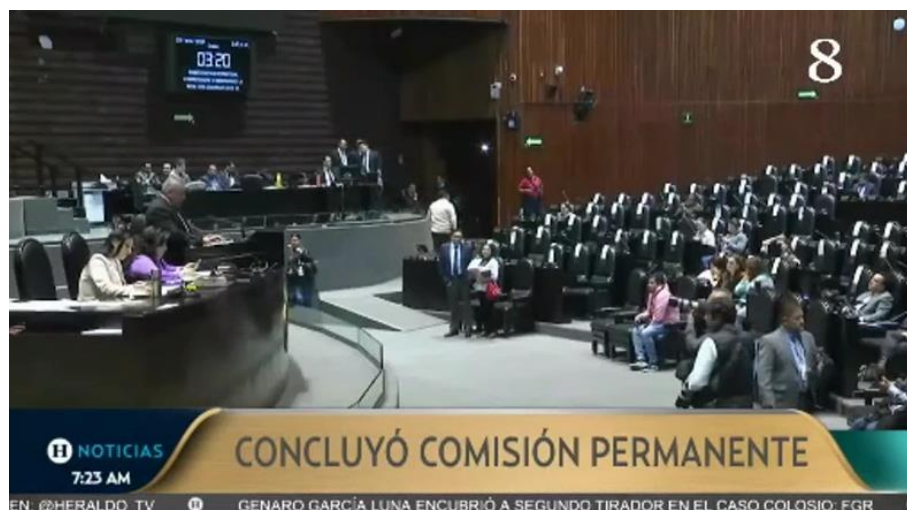 03:20
8
CONCLUYÓ COMISIÓN PERMANENTE
H NOTICIAS
7:23 AM
EN: @HERALDO_TV H GENARO GARCÍA LUNA ENCUBRIÓ A SEGUNDO TIRADOR EN EL CASO COLOSIO: FGR